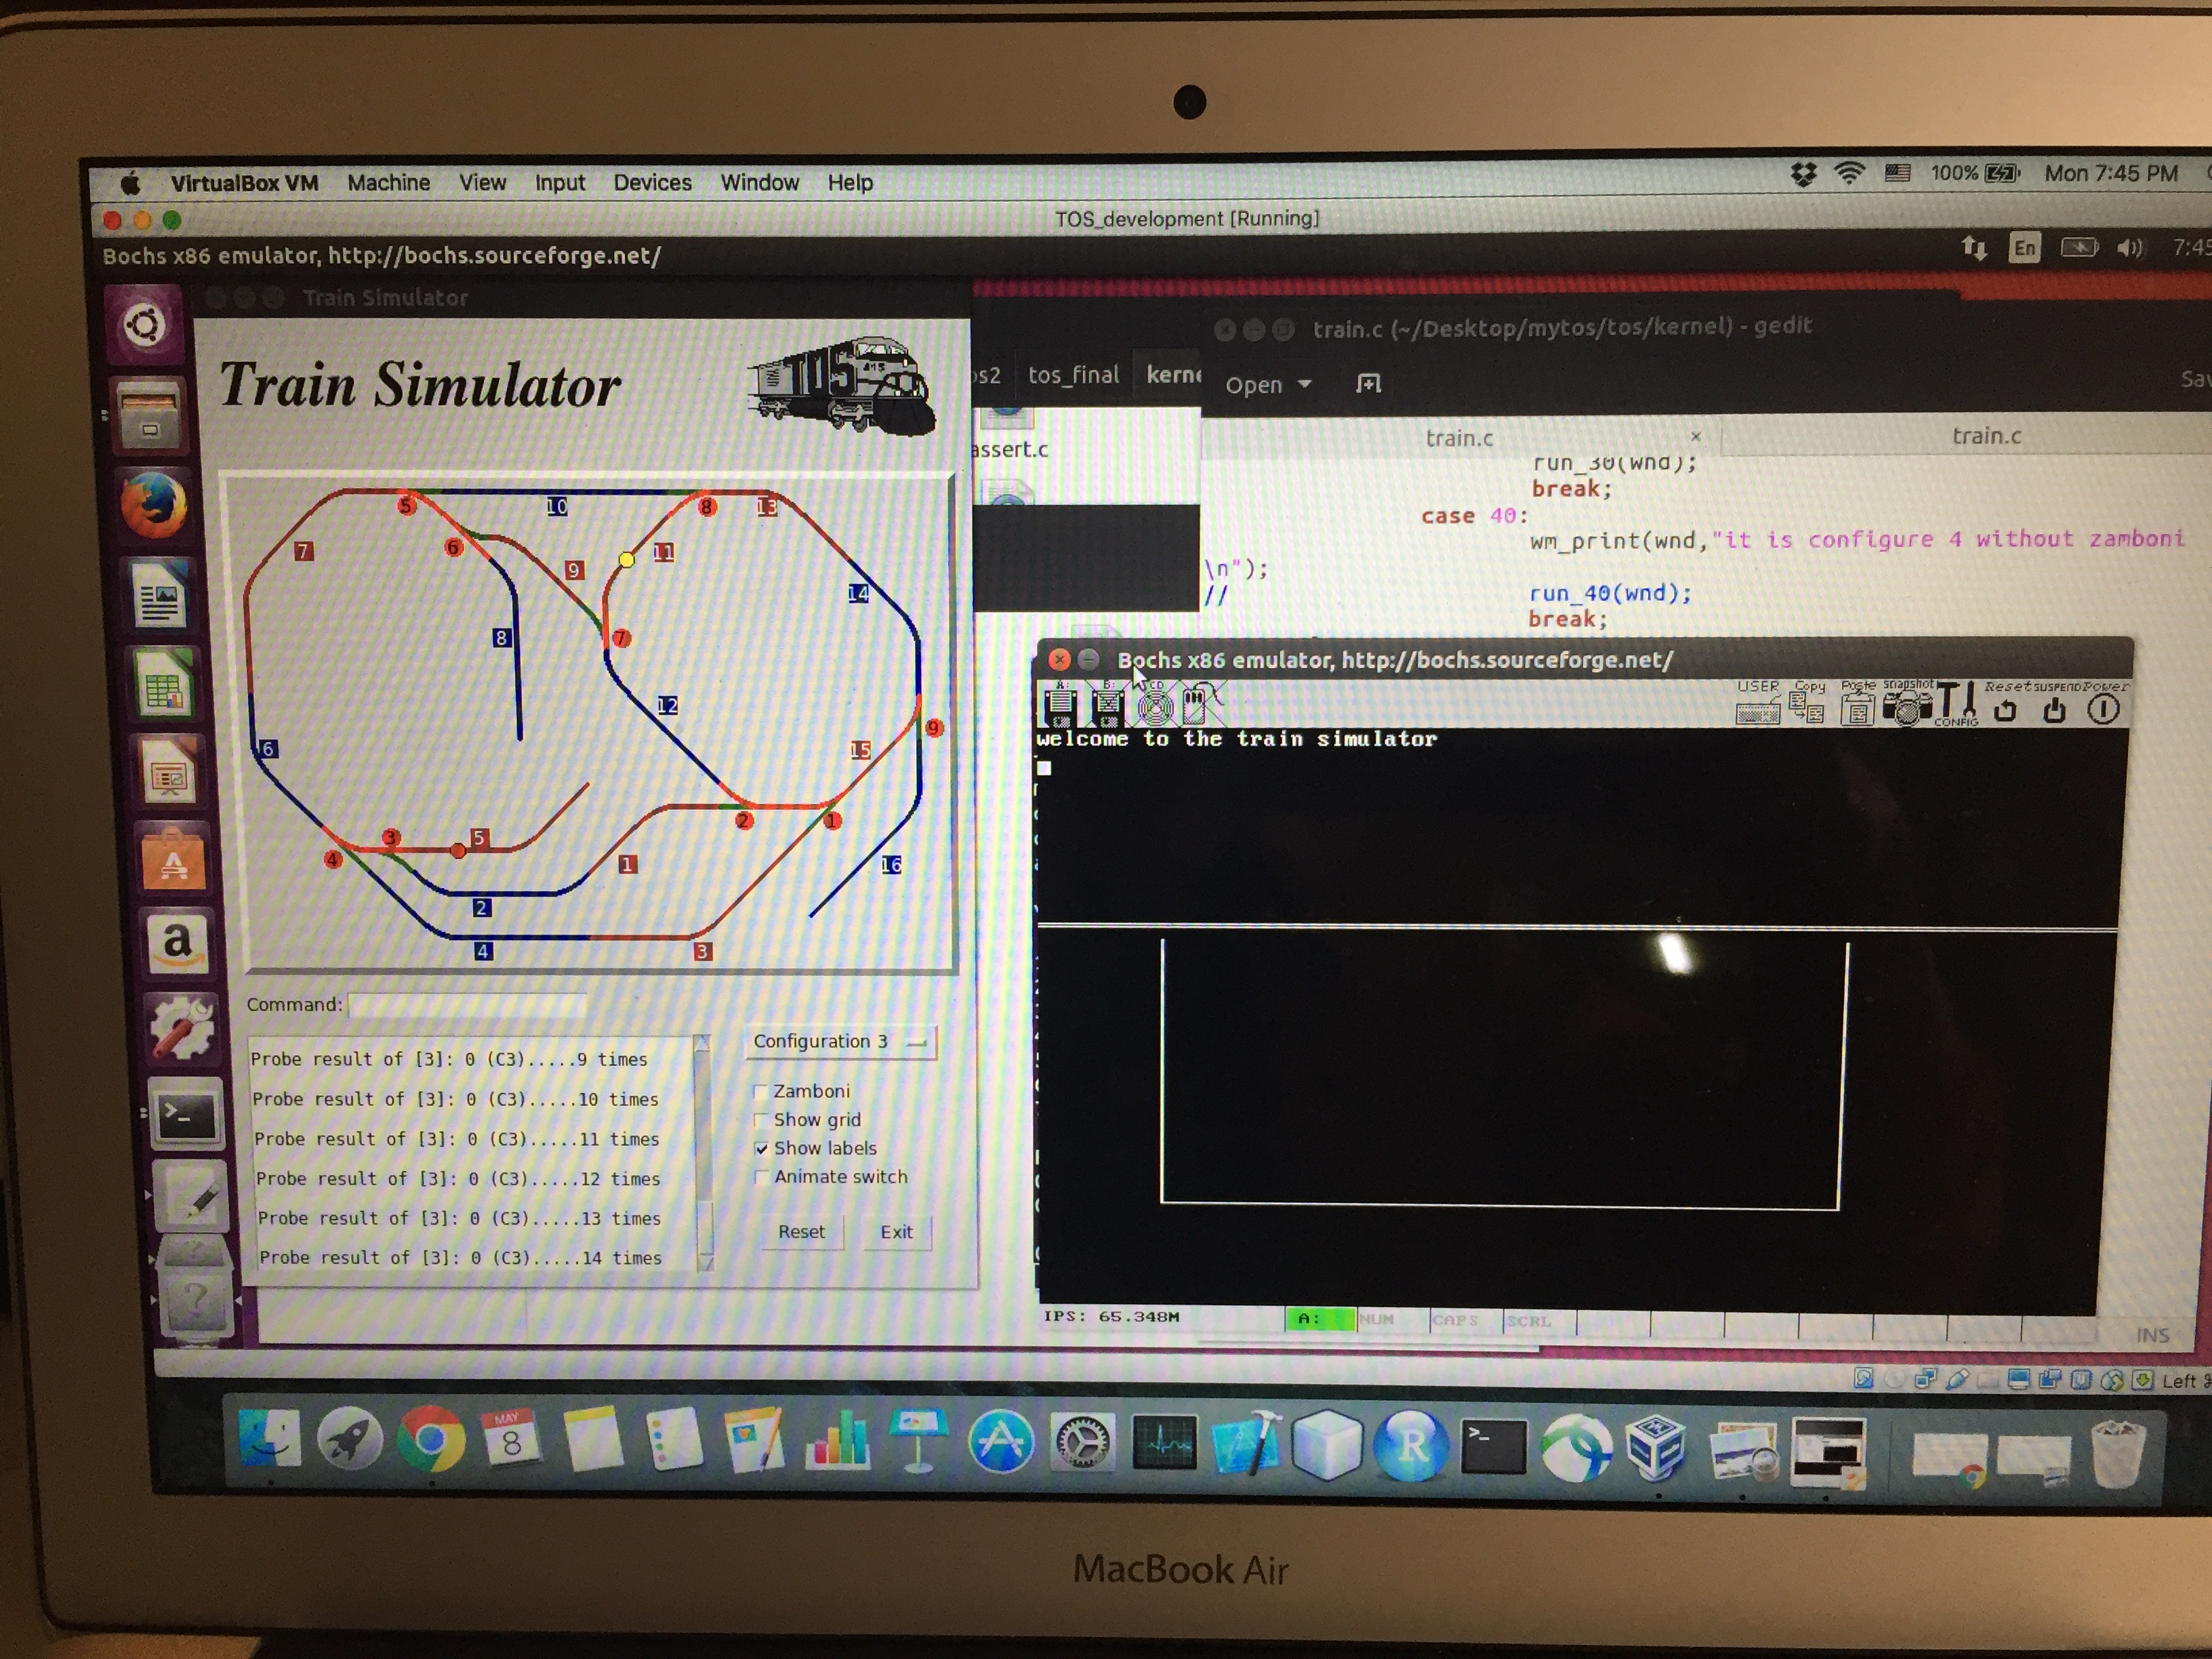 VirtualBox VM Machine View Input Devices Window Help 100% Mon 7:45 PM
TOS_development [Running]
Bochs x86 emulator, http://bochs.sourceforge.net/ En
Train Simulator
Train Simulator
TOS
415
tos_final
train.c (~/Desktop/mytos/tos/kernel) - gedit
Open
train.c × train.c
assert.c
run_30(wnd);
break;
case 40:
wm_print(wnd,"it is configure 4 without zamboni
\n");
// run_40(wnd);
break;
5 10 8 13
7 6 9 11
14
8 7
6 12 15 9
3 5 2 1
4 1 16
2
4 3
Command:
Probe result of [3]: 0 (C3).....9 times
Probe result of [3]: 0 (C3).....10 times
Probe result of [3]: 0 (C3).....11 times
Probe result of [3]: 0 (C3).....12 times
Probe result of [3]: 0 (C3).....13 times
Probe result of [3]: 0 (C3).....14 times
Configuration 3
Zamboni
Show grid
Show labels
Animate switch
Reset Exit
Bochs x86 emulator, http://bochs.sourceforge.net/
A: B: CD USER Copy Paste snapshot CONFIG Reset SUSPEND Power
welcome to the train simulator
IPS: 65.348M A: NUM CAPS SCRL
INS
Left
MAY
8
MacBook Air